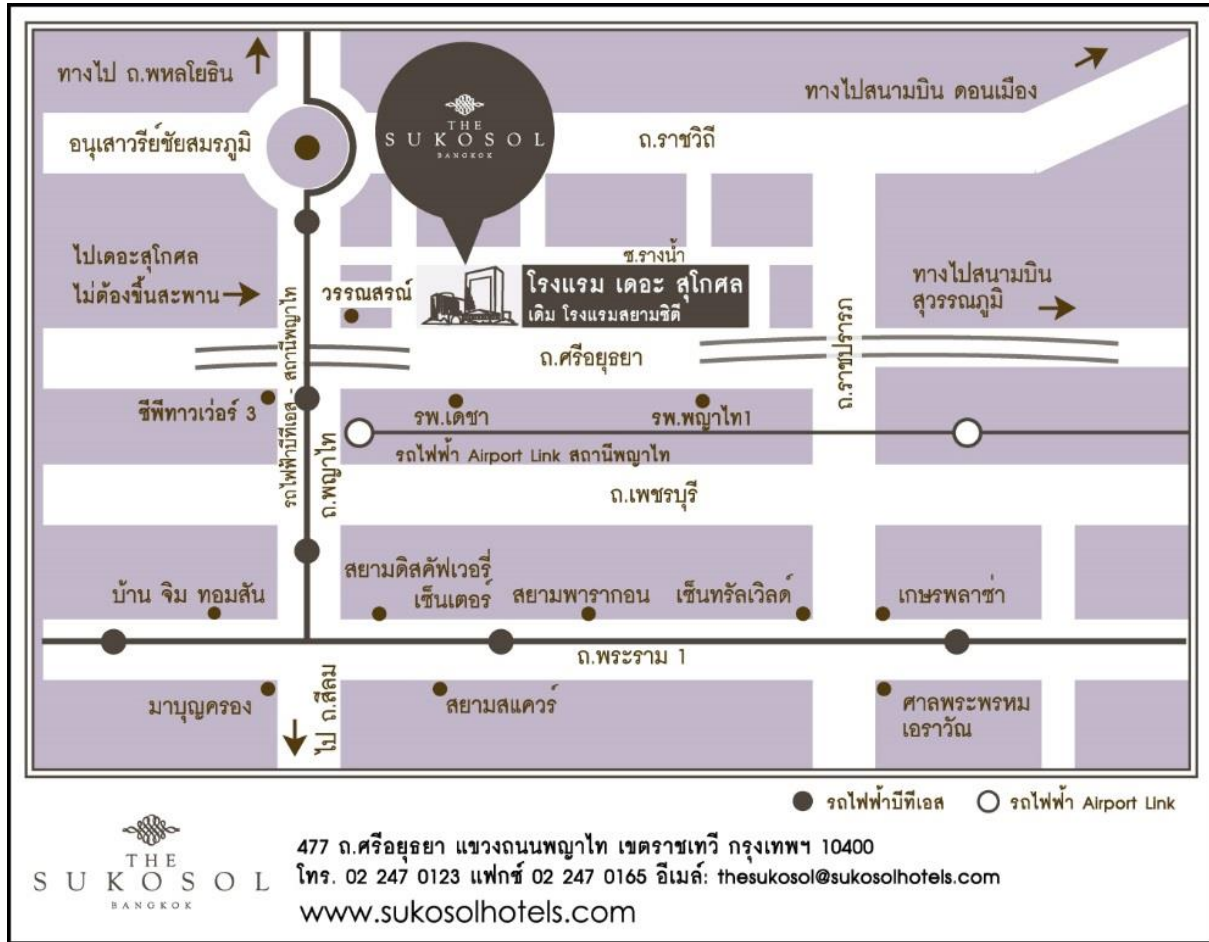 ทางไป ถ.พหลโยธิน
ทางไปสนามบิน ดอนเมือง
THE
SUKOSOL
BANGKOK
อนุเสาวรีย์ชัยสมรภูมิ
ถ.ราชวิถี
ไปเดอะสุโกศล
ไม่ต้องขึ้นสะพาน
ซ.รางน้ำ
วรรณสรณ์
โรงแรม เดอะ สุโกศล
เดิม โรงแรมสยามซิตี
ทางไปสนามบิน
สุวรรณภูมิ
ถ.ศรีอยุธยา
ถ.ราชปรารภ
รถไฟฟ้าบีทีเอส - สถานีพญาไท
ซีพีทาวเว่อร์ 3
รพ.เดชา
รพ.พญาไท1
ถ.พญาไท
รถไฟฟ้า Airport Link สถานีพญาไท
ถ.เพชรบุรี
บ้าน จิม ทอมสัน
สยามดิสคัฟเวอรี่
เซ็นเตอร์
สยามพารากอน
เซ็นทรัลเวิลด์
เกษรพลาซ่า
ถ.พระราม 1
มาบุญครอง
ไป ถ.สีลม
สยามสแควร์
ศาลพระพรหม
เอราวัณ
รถไฟฟ้าบีทีเอส
รถไฟฟ้า Airport Link
THE
SUKOSOL
BANGKOK
477 ถ.ศรีอยุธยา แขวงถนนพญาไท เขตราชเทวี กรุงเทพฯ 10400
โทร. 02 247 0123 แฟกซ์ 02 247 0165 อีเมล์: thesukosol@sukosolhotels.com
www.sukosolhotels.com